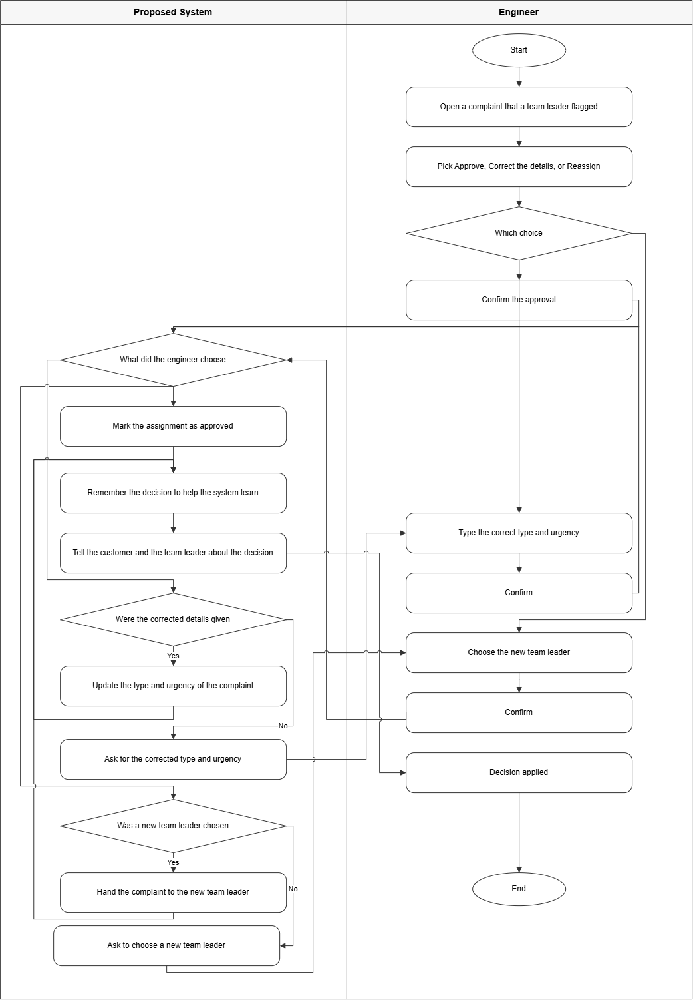 Proposed System
Engineer
Start
Open a complaint that a team leader flagged
Pick Approve, Correct the details, or Reassign
Which choice
Confirm the approval
What did the engineer choose
Mark the assignment as approved
Remember the decision to help the system learn
Type the correct type and urgency
Tell the customer and the team leader about the decision
Confirm
Were the corrected details given
Yes
Choose the new team leader
Update the type and urgency of the complaint
Confirm
No
Ask for the corrected type and urgency
Decision applied
Was a new team leader chosen
Yes
Hand the complaint to the new team leader
No
End
Ask to choose a new team leader